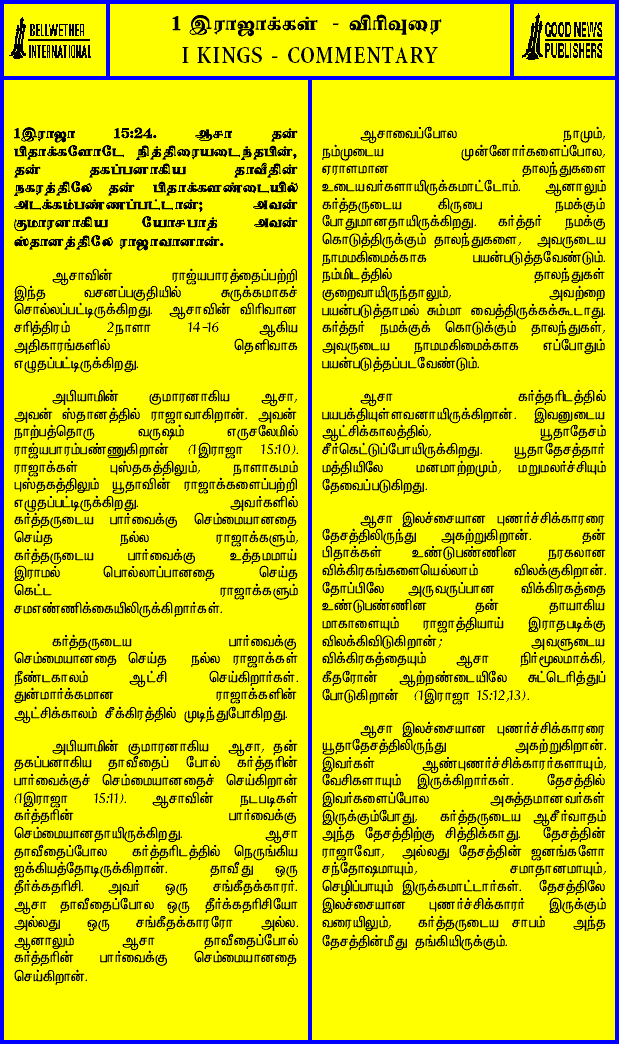 BELLWETHER
INTERNATIONAL
1 இராஜாக்கள் - விரிவுரை
I KINGS - COMMENTARY
GOOD NEWS
PUBLISHERS
1இராஜா 15:24. ஆசா தன்
பிதாக்களோடே நித்திரையடைந்தபின்,
தன் தகப்பனாகிய தாவீதின்
நகரத்திலே தன் பிதாக்களண்டையில்
அடக்கம்பண்ணப்பட்டான்; அவன்
குமாரனாகிய யோசபாத் அவன்
ஸ்தானத்திலே ராஜாவானான்.
ஆசாவின் ராஜ்யபாரத்தைப்பற்றி
இந்த வசனப்பகுதியில் சுருக்கமாகச்
சொல்லப்பட்டிருக்கிறது. ஆசாவின் விரிவான
சரித்திரம் 2நாளா 14-16 ஆகிய
அதிகாரங்களில் தெளிவாக
எழுதப்பட்டிருக்கிறது.
அபியாமின் குமாரனாகிய ஆசா,
அவன் ஸ்தானத்தில் ராஜாவாகிறான். அவன்
நாற்பத்தொரு வருஷம் எருசலேமில்
ராஜ்யபாரம்பண்ணுகிறான் (1இராஜா 15:10).
ராஜாக்கள் புஸ்தகத்திலும், நாளாகமம்
புஸ்தகத்திலும் யூதாவின் ராஜாக்களைப்பற்றி
எழுதப்பட்டிருக்கிறது. அவர்களில்
கர்த்தருடைய பார்வைக்கு செம்மையானதை
செய்த நல்ல ராஜாக்களும்,
கர்த்தருடைய பார்வைக்கு உத்தமமாய்
இராமல் பொல்லாப்பானதை செய்த
கெட்ட ராஜாக்களும்
சமஎண்ணிக்கையிலிருக்கிறார்கள்.
கர்த்தருடைய பார்வைக்கு
செம்மையானதை செய்த நல்ல ராஜாக்கள்
நீண்டகாலம் ஆட்சி செய்கிறார்கள்.
துன்மார்க்கமான ராஜாக்களின்
ஆட்சிக்காலம் சீக்கிரத்தில் முடிந்துபோகிறது.
அபியாமின் குமாரனாகிய ஆசா, தன்
தகப்பனாகிய தாவீதைப் போல் கர்த்தரின்
பார்வைக்குச் செம்மையானதைச் செய்கிறான்
(1இராஜா 15:11). ஆசாவின் நடபடிகள்
கர்த்தரின் பார்வைக்கு
செம்மையானதாயிருக்கிறது. ஆசா
தாவீதைப்போல கர்த்தரிடத்தில் நெருங்கிய
ஐக்கியத்தோடிருக்கிறான். தாவீது ஒரு
தீர்க்கதரிசி. அவர் ஒரு சங்கீதக்காரர்.
ஆசா தாவீதைப்போல ஒரு தீர்க்கதரிசியோ
அல்லது ஒரு சங்கீதக்காரரோ அல்ல.
ஆனாலும் ஆசா தாவீதைப்போல்
கர்த்தரின் பார்வைக்கு செம்மையானதை
செய்கிறான்.
ஆசாவைப்போல நாமும்,
நம்முடைய முன்னோர்களைப்போல,
ஏராளமான தாலந்துகளை
உடையவர்களாயிருக்கமாட்டோம். ஆனாலும்
கர்த்தருடைய கிருபை நமக்கும்
போதுமானதாயிருக்கிறது. கர்த்தர் நமக்கு
கொடுத்திருக்கும் தாலந்துகளை, அவருடைய
நாமமகிமைக்காக பயன்படுத்தவேண்டும்.
நம்மிடத்தில் தாலந்துகள்
குறைவாயிருந்தாலும், அவற்றை
பயன்படுத்தாமல் சும்மா வைத்திருக்கக்கூடாது.
கர்த்தர் நமக்குக் கொடுக்கும் தாலந்துகள்,
அவருடைய நாமமகிமைக்காக எப்போதும்
பயன்படுத்தப்படவேண்டும்.
ஆசா கர்த்தரிடத்தில்
பயபக்தியுள்ளவனாயிருக்கிறான். இவனுடைய
ஆட்சிக்காலத்தில், யூதாதேசம்
சீர்கெட்டுப்போயிருக்கிறது. யூதாதேசத்தார்
மத்தியிலே மனமாற்றமும், மறுமலர்ச்சியும்
தேவைப்படுகிறது.
ஆசா இலச்சையான புணர்ச்சிக்காரரை
தேசத்திலிருந்து அகற்றுகிறான். தன்
பிதாக்கள் உண்டுபண்ணின நரகலான
விக்கிரகங்களையெல்லாம் விலக்குகிறான்.
தோப்பிலே அருவருப்பான விக்கிரகத்தை
உண்டுபண்ணின தன் தாயாகிய
மாகாளையும் ராஜாத்தியாய் இராதபடிக்கு
விலக்கிவிடுகிறான்; அவளுடைய
விக்கிரகத்தையும் ஆசா நிர்மூலமாக்கி,
கீதரோன் ஆற்றண்டையிலே சுட்டெரித்துப்
போடுகிறான் (1இராஜா 15:12,13).
ஆசா இலச்சையான புணர்ச்சிக்காரரை
யூதாதேசத்திலிருந்து அகற்றுகிறான்.
இவர்கள் ஆண்புணர்ச்சிக்காரர்களாயும்,
வேசிகளாயும் இருக்கிறார்கள். தேசத்தில்
இவர்களைப்போல அசுத்தமானவர்கள்
இருக்கும்போது, கர்த்தருடைய ஆசீர்வாதம்
அந்த தேசத்திற்கு சித்திக்காது. தேசத்தின்
ராஜாவோ, அல்லது தேசத்தின் ஜனங்களோ
சந்தோஷமாயும், சமாதானமாயும்,
செழிப்பாயும் இருக்கமாட்டார்கள். தேசத்திலே
இலச்சையான புணர்ச்சிக்காரர் இருக்கும்
வரையிலும், கர்த்தருடைய சாபம் அந்த
தேசத்தின்மீது தங்கியிருக்கும்.